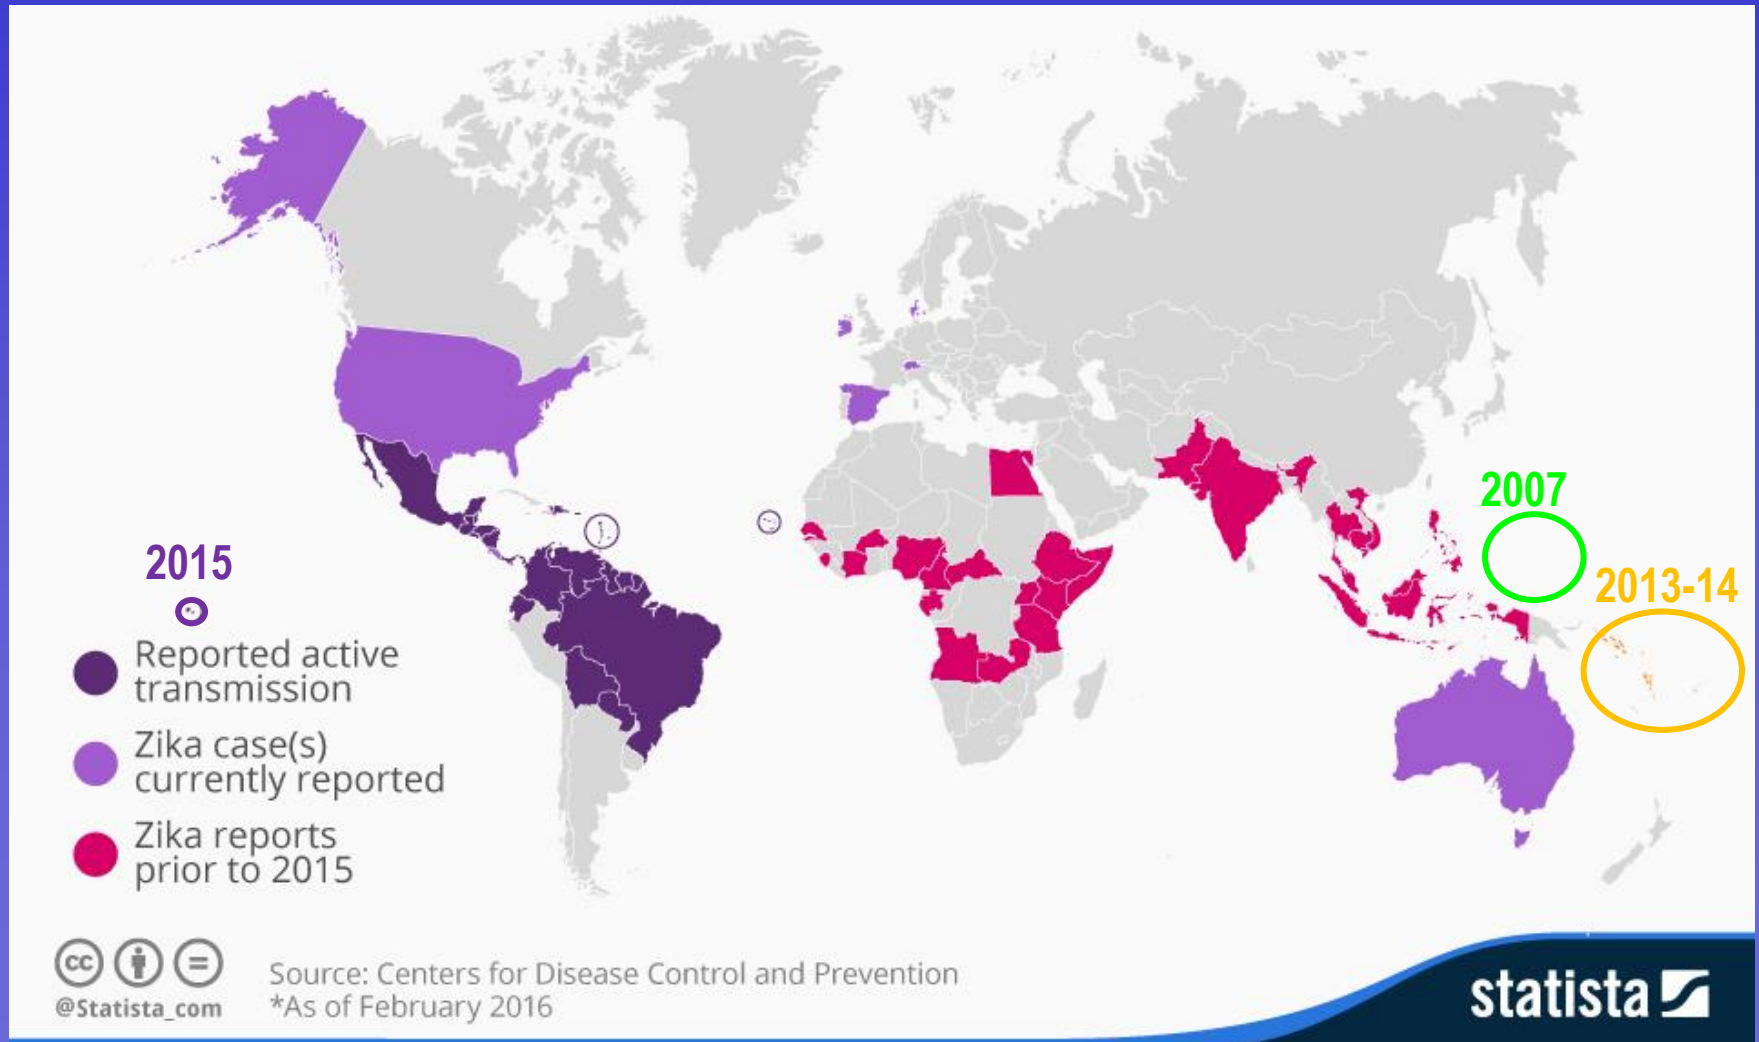 2007
2013-14
2015
Reported active
transmission
Zika case(s)
currently reported
Zika reports
prior to 2015
cc
@Statista_com
Source: Centers for Disease Control and Prevention
*As of February 2016
statista